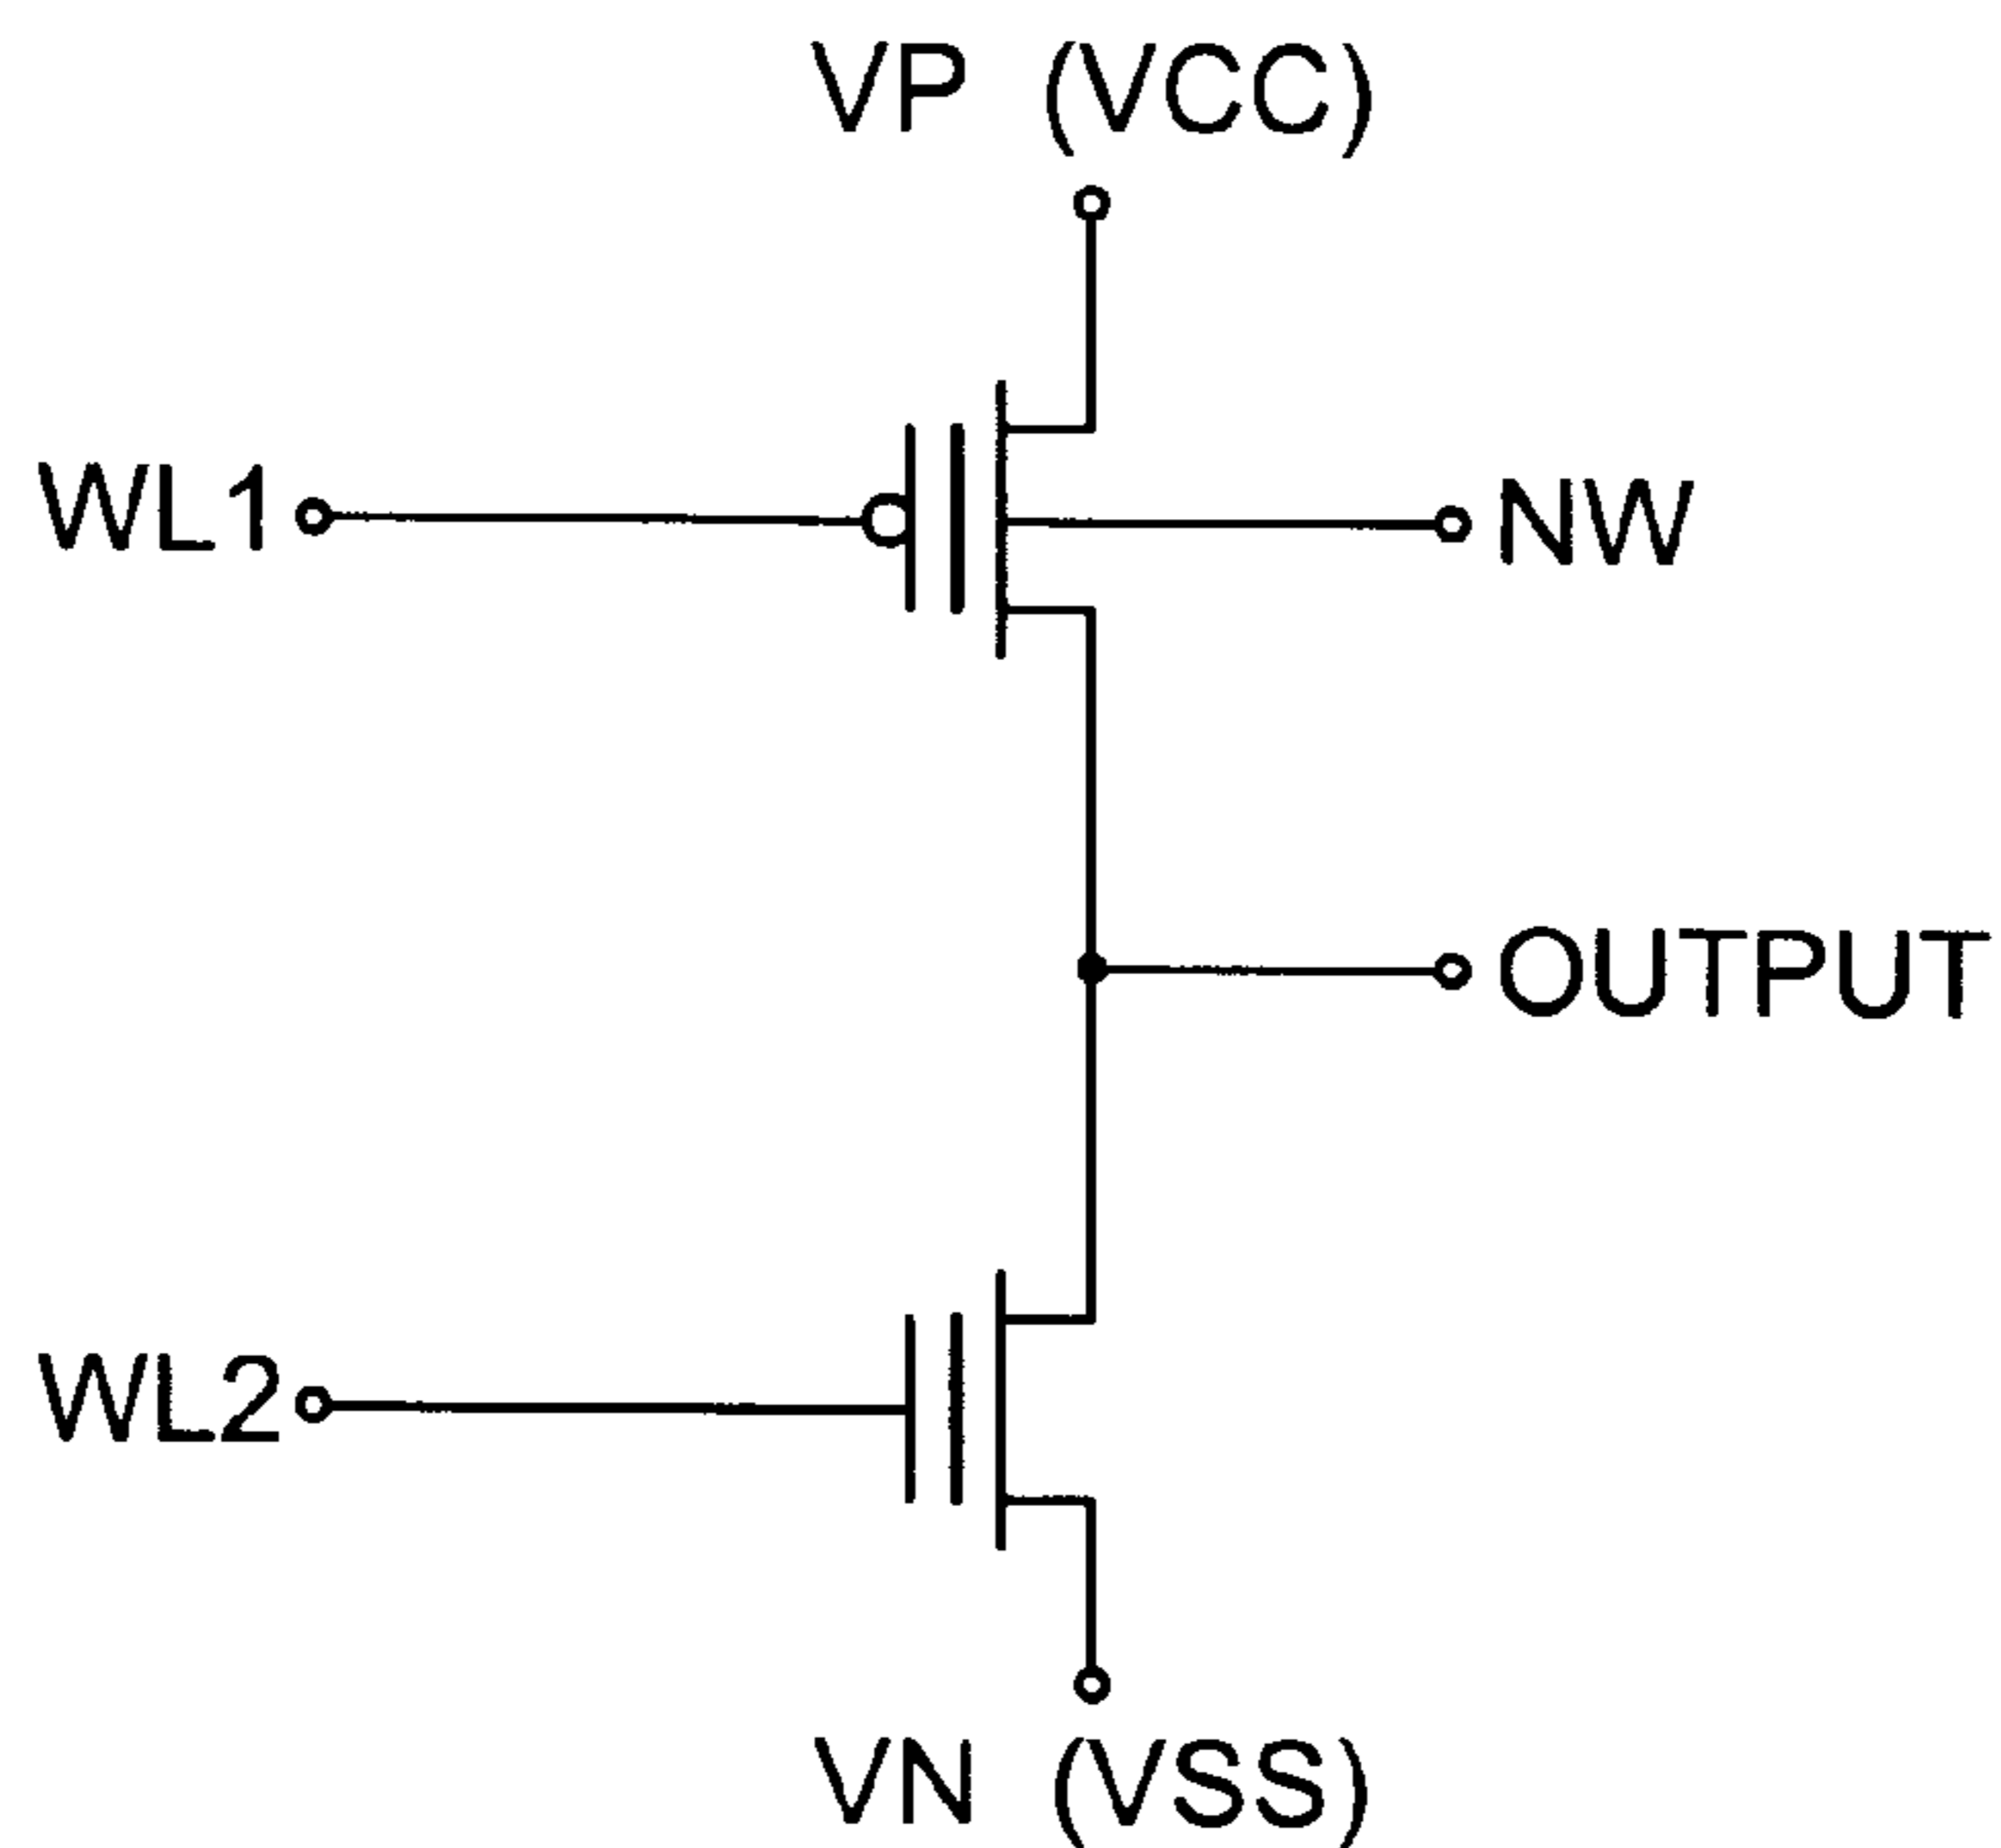 VP (VCC)
WL1
NW
OUTPUT
WL2
VN (VSS)